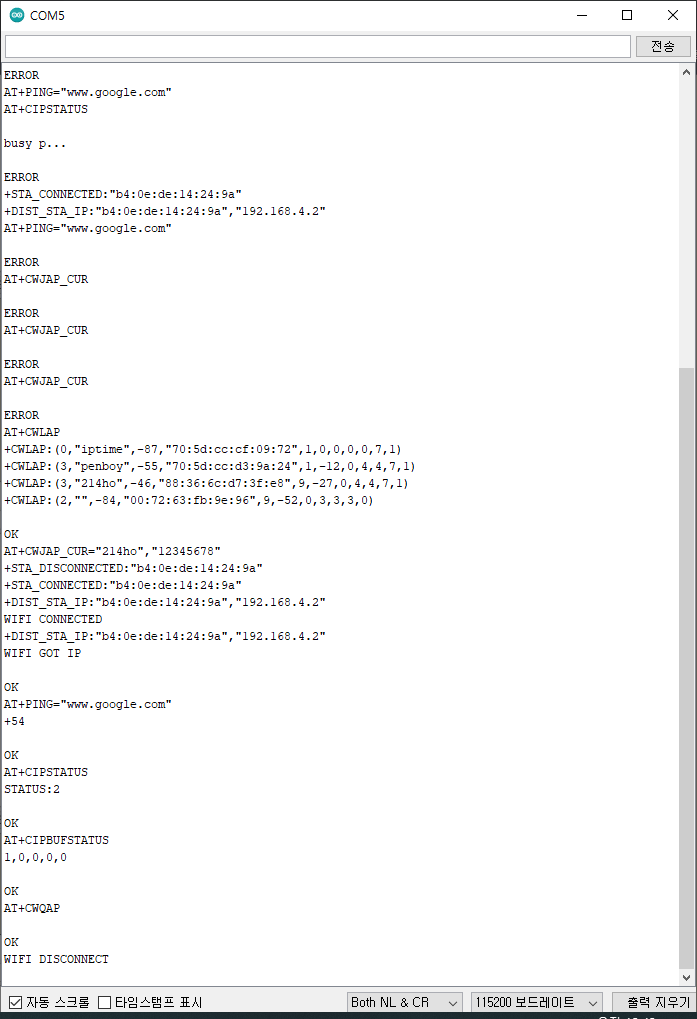 COM5
전송
ERROR
AT+PING="www.google.com"
AT+CIPSTATUS
busy p...
ERROR
+STA_CONNECTED:"b4:0e:de:14:24:9a"
+DIST_STA_IP:"b4:0e:de:14:24:9a","192.168.4.2"
AT+PING="www.google.com"
ERROR
AT+CWJAP_CUR
ERROR
AT+CWJAP_CUR
ERROR
AT+CWJAP_CUR
ERROR
AT+CWLAP
+CWLAP:(0,"iptime",-87,"70:5d:cc:cf:09:72",1,0,0,0,0,7,1)
+CWLAP:(3,"penboy",-55,"70:5d:cc:d3:9a:24",1,-12,0,4,4,7,1)
+CWLAP:(3,"214ho",-46,"88:36:6c:d7:3f:e8",9,-27,0,4,4,7,1)
+CWLAP:(2,"",-84,"00:72:63:fb:9e:96",9,-52,0,3,3,3,0)
OK
AT+CWJAP_CUR="214ho","12345678"
+STA_DISCONNECTED:"b4:0e:de:14:24:9a"
+STA_CONNECTED:"b4:0e:de:14:24:9a"
+DIST_STA_IP:"b4:0e:de:14:24:9a","192.168.4.2"
WIFI CONNECTED
+DIST_STA_IP:"b4:0e:de:14:24:9a","192.168.4.2"
WIFI GOT IP
OK
AT+PING="www.google.com"
+54
OK
AT+CIPSTATUS
STATUS:2
OK
AT+CIPBUFSTATUS
1,0,0,0,0
OK
AT+CWQAP
OK
WIFI DISCONNECT
자동 스크롤 타임스탬프 표시 Both NL & CR 115200 보드레이트 출력 지우기